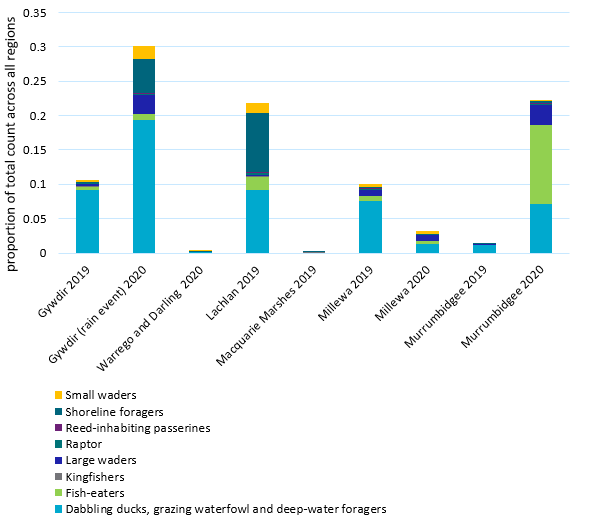 proportion of total count across all regions
0.35
0.3
0.25
0.2
0.15
0.1
0.05
0
Gywdir 2019
Gywdir (rain event) 2020
Warrego and Darling 2020
Lachlan 2019
Macquarie Marshes 2019
Millewa 2019
Millewa 2020
Murrumbidgee 2019
Murrumbidgee 2020
Small waders
Shoreline foragers
Reed-inhabiting passerines
Raptor
Large waders
Kingfishers
Fish-eaters
Dabbling ducks, grazing waterfowl and deep-water foragers